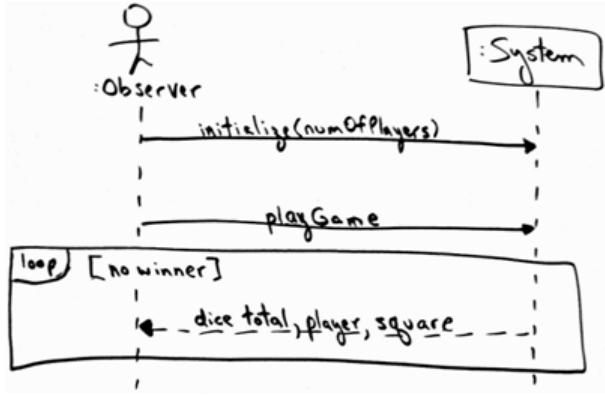 :System
:Observer
initialize(numOfPlayers)
playGame
loop
[no winner]
dice total, player, square